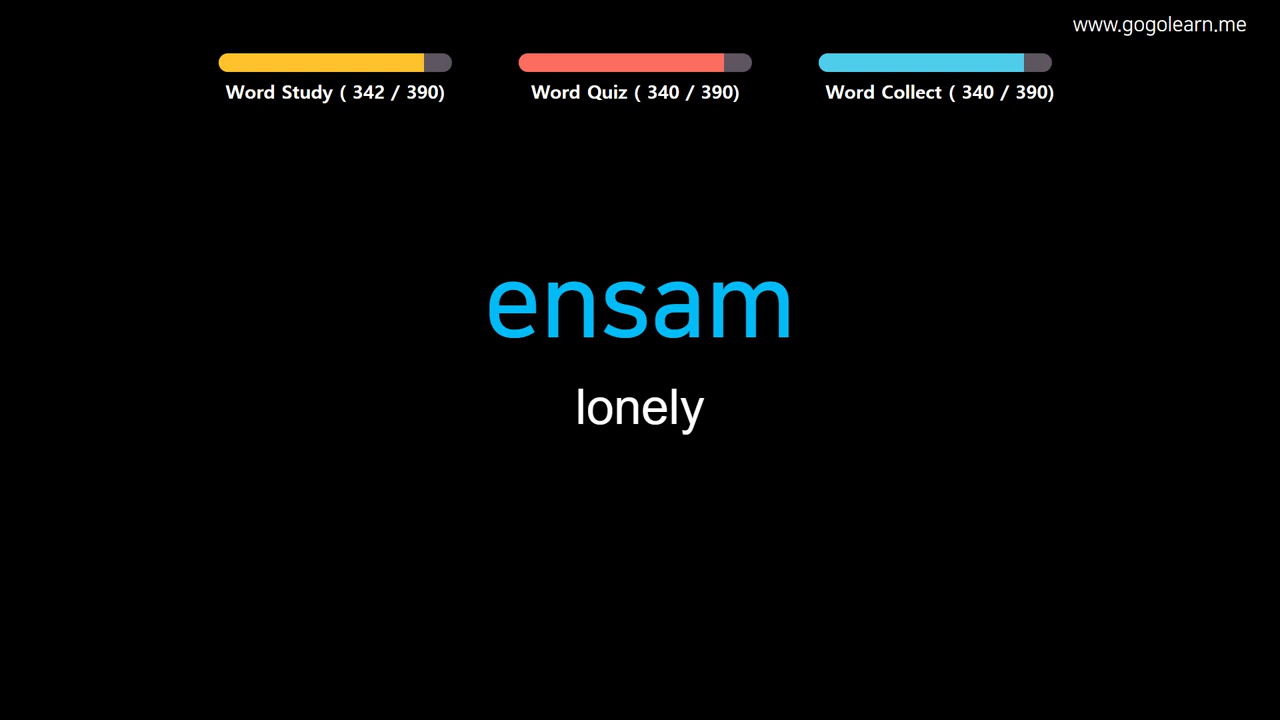 www.gogolearn.me
Word Study ( 342 / 390)
Word Quiz ( 340 / 390)
Word Collect ( 340 / 390)
ensam
lonely